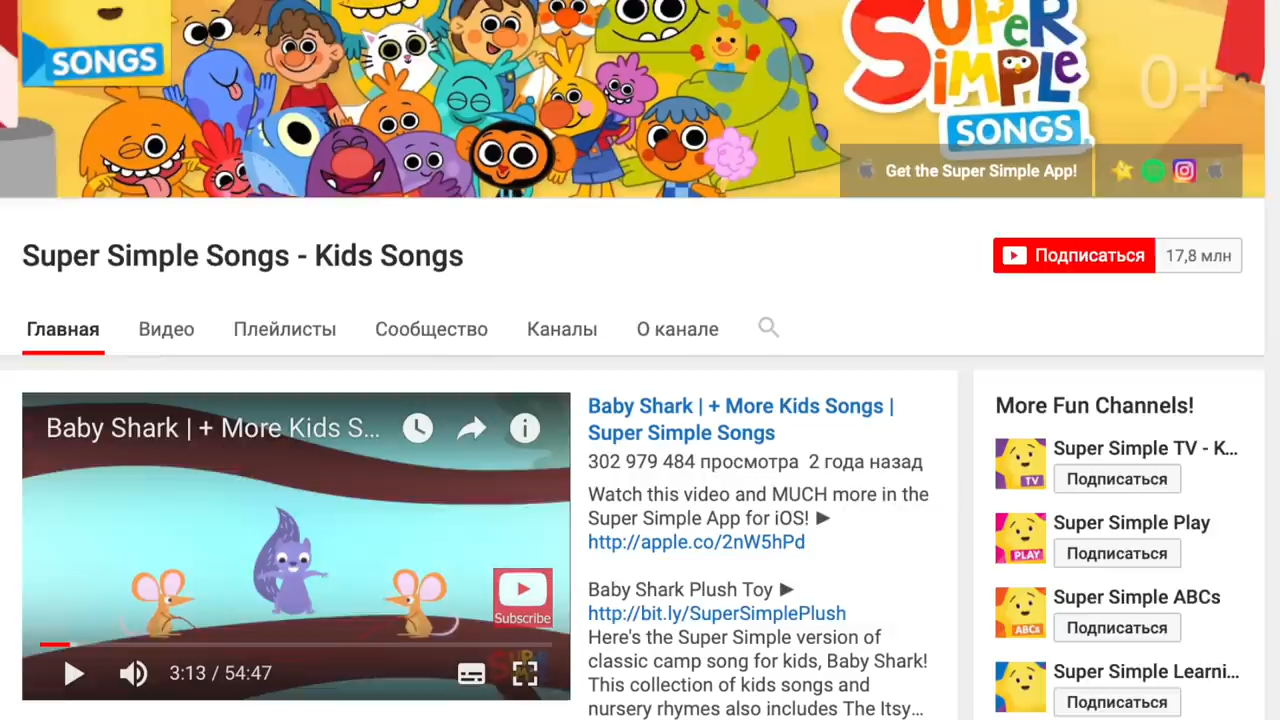 SONGS
SUPER
SiMPLE
SONGS
0+
Get the Super Simple App!
Super Simple Songs - Kids Songs
Подписаться 17,8 млн
Главная Видео Плейлисты Сообщество Каналы О канале
Baby Shark | + More Kids S...
Subscribe
3:13 / 54:47
Baby Shark | + More Kids Songs |
Super Simple Songs
302 979 484 просмотра 2 года назад
Watch this video and MUCH more in the
Super Simple App for iOS! ►
http://apple.co/2nW5hPd
Baby Shark Plush Toy ►
http://bit.ly/SuperSimplePlush
Here's the Super Simple version of
classic camp song for kids, Baby Shark!
This collection of kids songs and
nursery rhymes also includes The Itsy...
More Fun Channels!
TV
Super Simple TV - K...
Подписаться
PLAY
Super Simple Play
Подписаться
ABCs
Super Simple ABCs
Подписаться
Super Simple Learni...
Подписаться